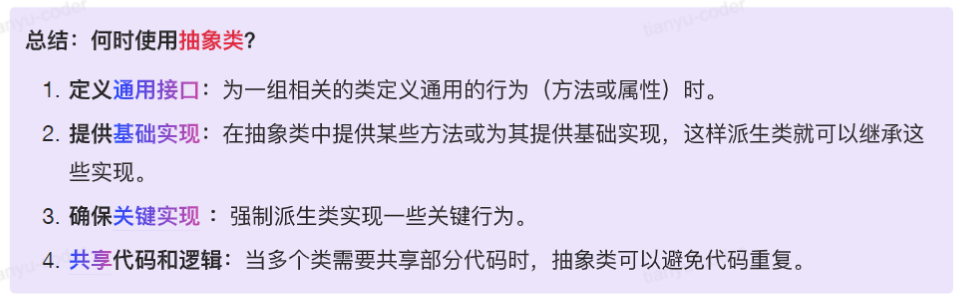 总结：何时使用抽象类？
1. 定义通用接口：为一组相关的类定义通用的行为（方法或属性）时。
2. 提供基础实现：在抽象类中提供某些方法或为其提供基础实现，这样派生类就可以继承这
些实现。
3. 确保关键实现 ：强制派生类实现一些关键行为。
4. 共享代码和逻辑：当多个类需要共享部分代码时，抽象类可以避免代码重复。
tianyu-coder